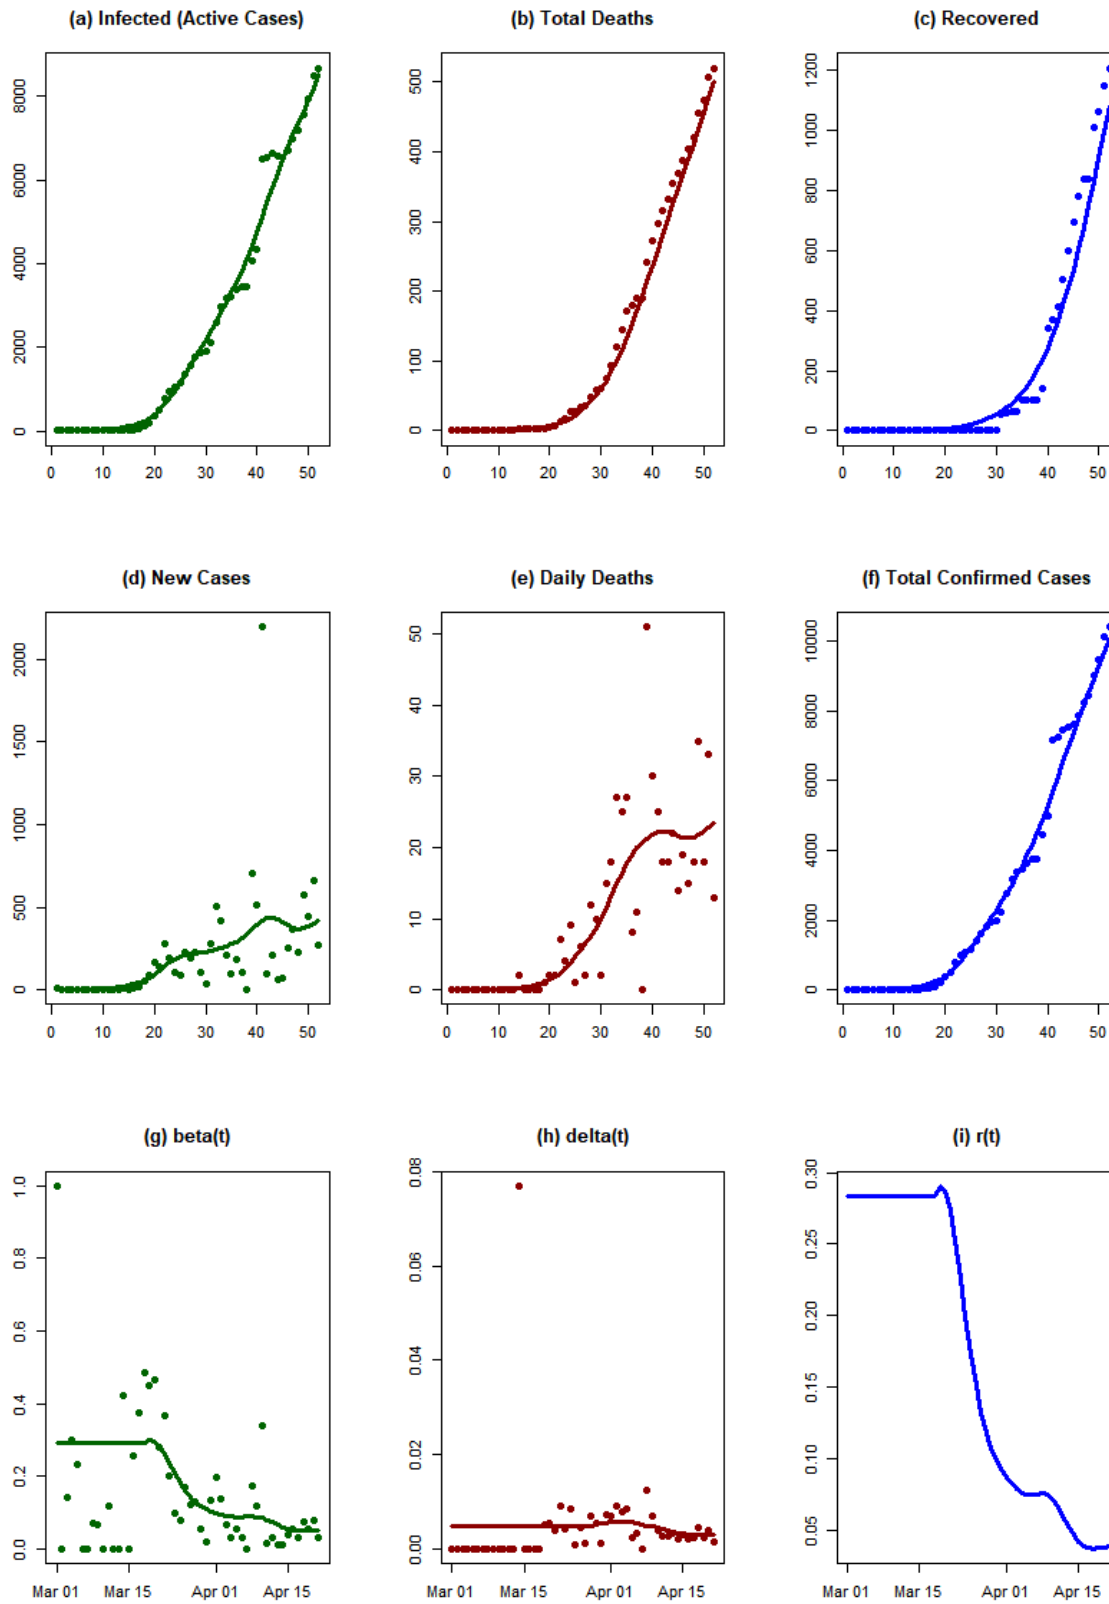 (a) Infected (Active Cases)
(b) Total Deaths
(c) Recovered
0 2000 4000 6000 8000
0 100 200 300 400 500
0 200 400 600 800 1000 1200
0 10 20 30 40 50
0 10 20 30 40 50
0 10 20 30 40 50
(d) New Cases
(e) Daily Deaths
(f) Total Confirmed Cases
0 500 1000 1500 2000
0 10 20 30 40 50
0 2000 4000 6000 8000 10000
0 10 20 30 40 50
0 10 20 30 40 50
0 10 20 30 40 50
(g) beta(t)
(h) delta(t)
(i) r(t)
0.0 0.2 0.4 0.6 0.8 1.0
0.00 0.02 0.04 0.06 0.08
0.05 0.10 0.15 0.20 0.25 0.30
Mar 01 Mar 15 Apr 01 Apr 15
Mar 01 Mar 15 Apr 01 Apr 15
Mar 01 Mar 15 Apr 01 Apr 15